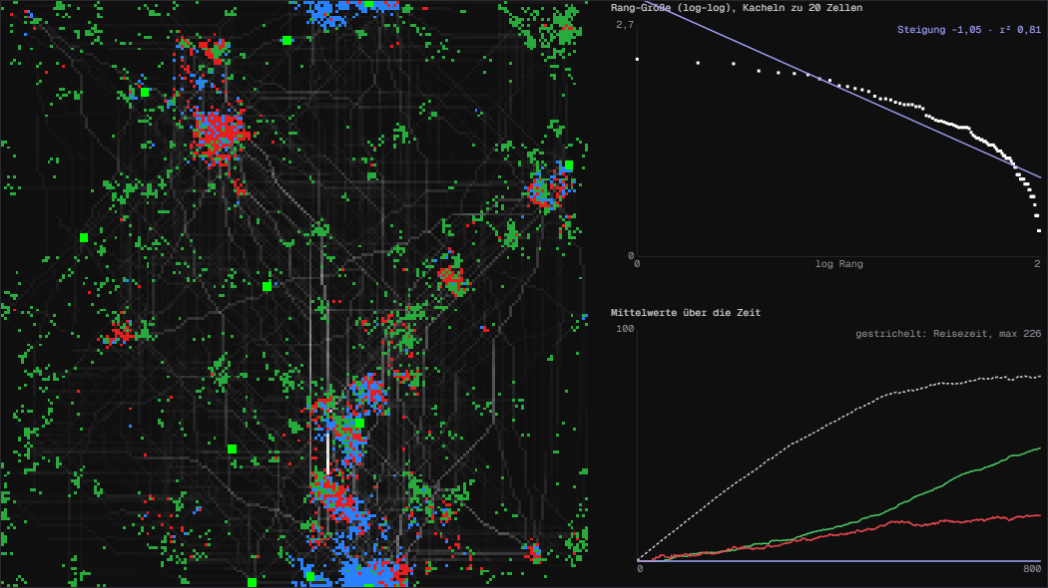 Rang-Größe (log-log), Kacheln zu 20 Zellen
2,7
Steigung -1,05 · r² 0,81
0
0
log Rang
2
Mittelwerte über die Zeit
100
gestrichelt: Reisezeit, max 226
0
800